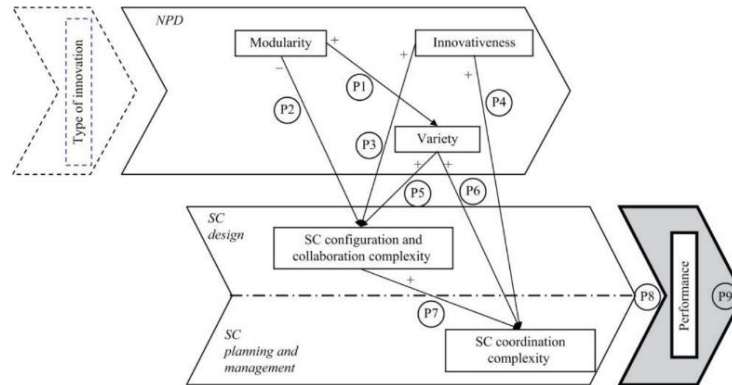 NPD
Type of innovation
Modularity
+
+
Innovativeness
−
+
P1
P2
P4
P3
Variety
+
+
P5
P6
SC
design
SC configuration and
collaboration complexity
+
P7
P8
Performance
P9
SC
planning and
management
SC coordination
complexity